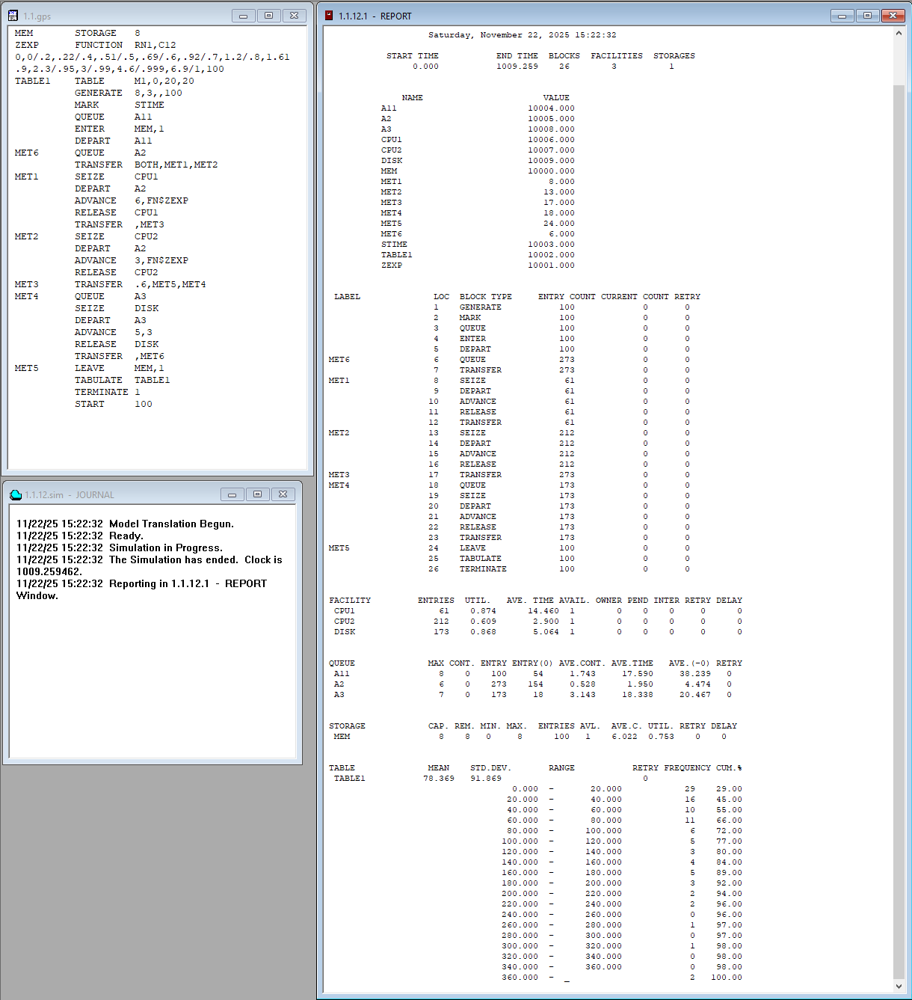 1.1.gps
MEM STORAGE 8
ZEXP FUNCTION RN1,C12
0,0/.2,.22/.4,.51/.5,.69/.6,.92/.7,1.2/.8,1.61
.9,2.3/.95,3/.99,4.6/.999,6.9/1,100
TABLE1 TABLE M1,0,20,20
GENERATE 8,3,,100
MARK STIME
QUEUE A11
ENTER MEM,1
DEPART A11
MET6 QUEUE A2
TRANSFER BOTH,MET1,MET2
MET1 SEIZE CPU1
DEPART A2
ADVANCE 6,FN$ZEXP
RELEASE CPU1
TRANSFER ,MET3
MET2 SEIZE CPU2
DEPART A2
ADVANCE 3,FN$ZEXP
RELEASE CPU2
MET3 TRANSFER .6,MET5,MET4
MET4 QUEUE A3
SEIZE DISK
DEPART A3
ADVANCE 5,3
RELEASE DISK
TRANSFER ,MET6
MET5 LEAVE MEM,1
TABULATE TABLE1
TERMINATE 1
START 100
1.1.12.sim - JOURNAL
11/22/25 15:22:32 Model Translation Begun.
11/22/25 15:22:32 Ready.
11/22/25 15:22:32 Simulation in Progress.
11/22/25 15:22:32 The Simulation has ended. Clock is
1009.259462.
11/22/25 15:22:32 Reporting in 1.1.12.1 - REPORT
Window.
1.1.12.1 - REPORT
Saturday, November 22, 2025 15:22:32
START TIME END TIME BLOCKS FACILITIES STORAGES
0.000 1009.259 26 3 1
NAME VALUE
A11 10004.000
A2 10005.000
A3 10008.000
CPU1 10006.000
CPU2 10007.000
DISK 10009.000
MEM 10000.000
MET1 8.000
MET2 13.000
MET3 17.000
MET4 18.000
MET5 24.000
MET6 6.000
STIME 10003.000
TABLE1 10002.000
ZEXP 10001.000
LABEL LOC BLOCK TYPE ENTRY COUNT CURRENT COUNT RETRY
1 GENERATE 100 0 0
2 MARK 100 0 0
3 QUEUE 100 0 0
4 ENTER 100 0 0
5 DEPART 100 0 0
MET6 6 QUEUE 273 0 0
7 TRANSFER 273 0 0
MET1 8 SEIZE 61 0 0
9 DEPART 61 0 0
10 ADVANCE 61 0 0
11 RELEASE 61 0 0
12 TRANSFER 61 0 0
MET2 13 SEIZE 212 0 0
14 DEPART 212 0 0
15 ADVANCE 212 0 0
16 RELEASE 212 0 0
MET3 17 TRANSFER 273 0 0
MET4 18 QUEUE 173 0 0
19 SEIZE 173 0 0
20 DEPART 173 0 0
21 ADVANCE 173 0 0
22 RELEASE 173 0 0
23 TRANSFER 173 0 0
MET5 24 LEAVE 100 0 0
25 TABULATE 100 0 0
26 TERMINATE 100 0 0
FACILITY ENTRIES UTIL. AVE. TIME AVAIL. OWNER PEND INTER RETRY DELAY
CPU1 61 0.874 14.460 1 0 0 0 0 0
CPU2 212 0.609 2.900 1 0 0 0 0 0
DISK 173 0.868 5.064 1 0 0 0 0 0
QUEUE MAX CONT. ENTRY ENTRY(0) AVE.CONT. AVE.TIME AVE.(-0) RETRY
A11 8 0 100 54 1.743 17.590 38.239 0
A2 6 0 273 154 0.528 1.950 4.474 0
A3 7 0 173 18 3.143 18.338 20.467 0
STORAGE CAP. REM. MIN. MAX. ENTRIES AVL. AVE.C. UTIL. RETRY DELAY
MEM 8 8 0 8 100 1 6.022 0.753 0 0
TABLE MEAN STD.DEV. RANGE RETRY FREQUENCY CUM.%
TABLE1 78.369 91.869 0
0.000 - 20.000 29 29.00
20.000 - 40.000 16 45.00
40.000 - 60.000 10 55.00
60.000 - 80.000 11 66.00
80.000 - 100.000 6 72.00
100.000 - 120.000 5 77.00
120.000 - 140.000 3 80.00
140.000 - 160.000 4 84.00
160.000 - 180.000 5 89.00
180.000 - 200.000 3 92.00
200.000 - 220.000 2 94.00
220.000 - 240.000 2 96.00
240.000 - 260.000 0 96.00
260.000 - 280.000 1 97.00
280.000 - 300.000 0 97.00
300.000 - 320.000 1 98.00
320.000 - 340.000 0 98.00
340.000 - 360.000 0 98.00
360.000 - _ 2 100.00